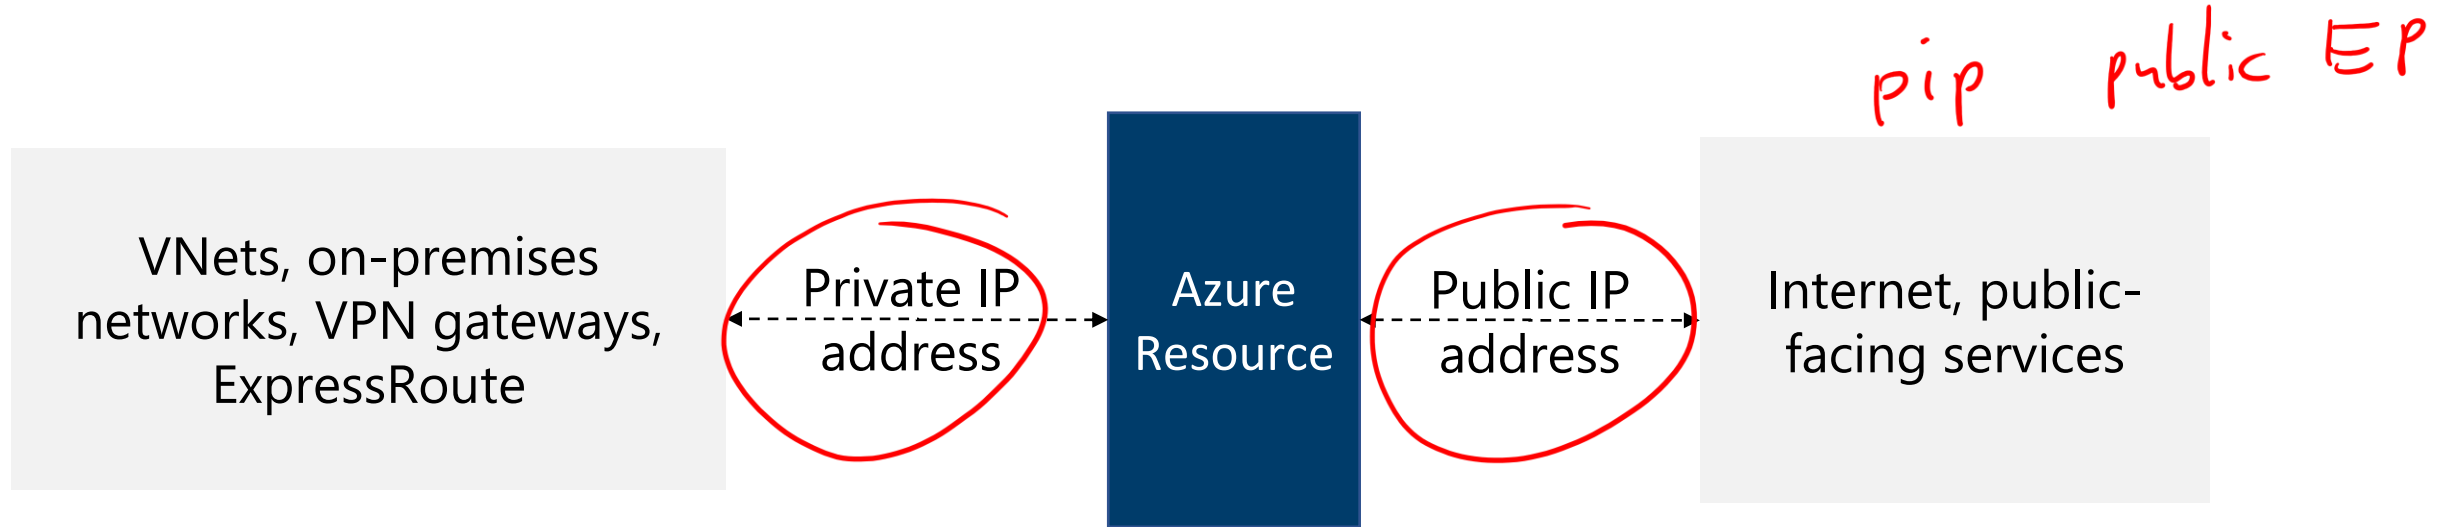 pip public EP
VNets, on-premises
networks, VPN gateways,
ExpressRoute
Private IP
address
Azure
Resource
Public IP
address
Internet, public-
facing services